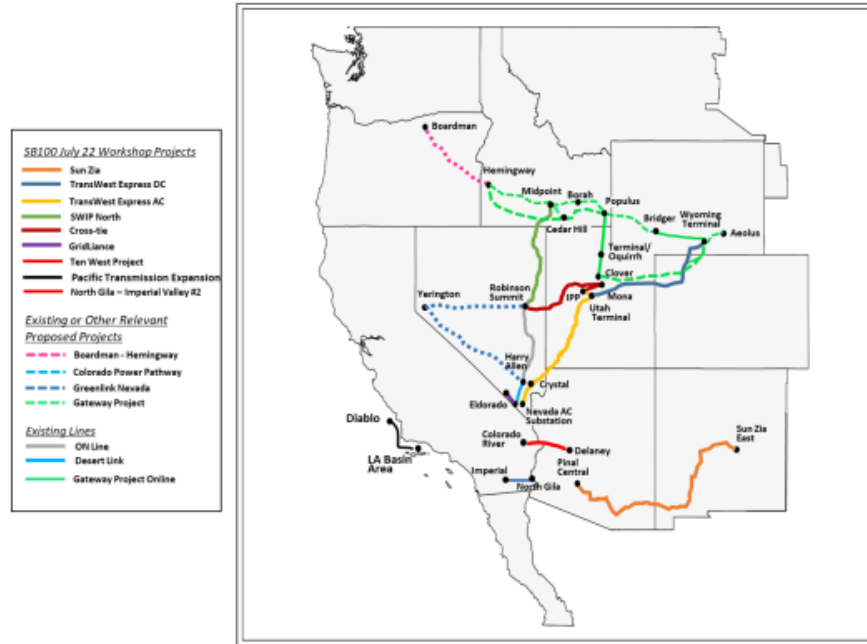 SB100 July 22 Workshop Projects
Sun Zia
TransWest Express DC
TransWest Express AC
SWIP North
Cross-tie
GridLiance
Ten West Project
Pacific Transmission Expansion
North Gila – Imperial Valley #2
Existing or Other Relevant
Proposed Projects
Boardman - Hemingway
Colorado Power Pathway
Greenlink Nevada
Gateway Project
Existing Lines
ON Line
Desert Link
Gateway Project Online
Boardman
Hemingway
Midpoint
Borah
Populus
Cedar Hill
Bridger
Wyoming
Terminal
Aeolus
Terminal/
Oquirrh
Clover
Robinson
Summit
IPP
Mona
Utah
Terminal
Yerington
Harry
Allen
Crystal
Eldorado
Nevada AC
Substation
Diablo
LA Basin
Area
Colorado
River
Delaney
Sun Zia
East
Pinal
Central
Imperial
North Gila